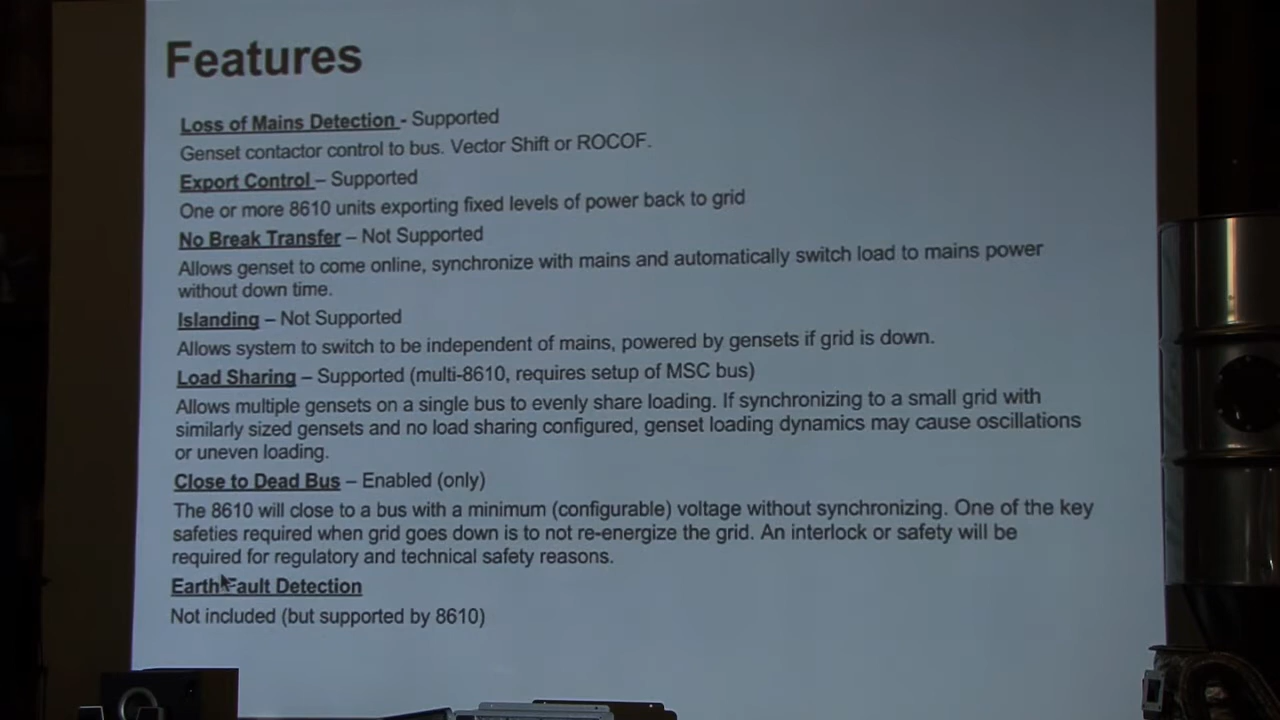 Features
Loss of Mains Detection - Supported
Genset contactor control to bus. Vector Shift or ROCOF.
Export Control – Supported
One or more 8610 units exporting fixed levels of power back to grid
No Break Transfer – Not Supported
Allows genset to come online, synchronize with mains and automatically switch load to mains power
without down time.
Islanding – Not Supported
Allows system to switch to be independent of mains, powered by gensets if grid is down.
Load Sharing – Supported (multi-8610, requires setup of MSC bus)
Allows multiple gensets on a single bus to evenly share loading. If synchronizing to a small grid with
similarly sized gensets and no load sharing configured, genset loading dynamics may cause oscillations
or uneven loading.
Close to Dead Bus – Enabled (only)
The 8610 will close to a bus with a minimum (configurable) voltage without synchronizing. One of the key
safeties required when grid goes down is to not re-energize the grid. An interlock or safety will be
required for regulatory and technical safety reasons.
Earth Fault Detection
Not included (but supported by 8610)